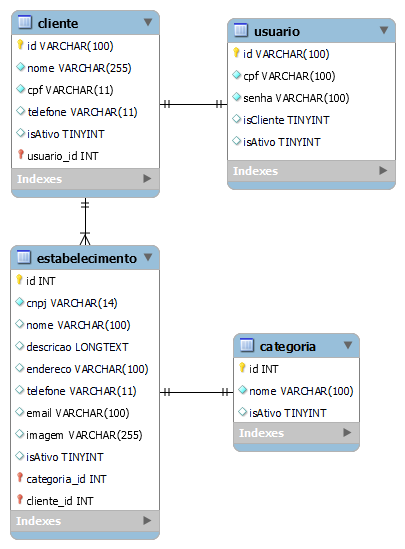 cliente
id VARCHAR(100)
nome VARCHAR(255)
cpf VARCHAR(11)
telefone VARCHAR(11)
isAtivo TINYINT
usuario_id INT
Indexes
usuario
id VARCHAR(100)
cpf VARCHAR(100)
senha VARCHAR(100)
isCliente TINYINT
isAtivo TINYINT
Indexes
estabelecimento
id INT
cnpj VARCHAR(14)
nome VARCHAR(100)
descricao LONGTEXT
endereco VARCHAR(100)
telefone VARCHAR(11)
email VARCHAR(100)
imagem VARCHAR(255)
isAtivo TINYINT
categoria_id INT
cliente_id INT
Indexes
categoria
id INT
nome VARCHAR(100)
isAtivo TINYINT
Indexes